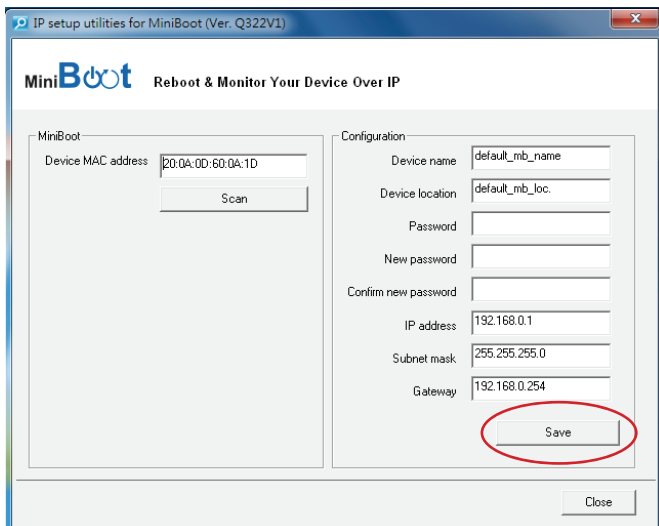 IP setup utilities for MiniBoot (Ver. Q322V1)
MiniBoot Reboot & Monitor Your Device Over IP
MiniBoot
Device MAC address 20:0A:0D:60:0A:1D
Scan
Configuration
Device name default_mb_name
Device location default_mb_loc.
Password
New password
Confirm new password
IP address 192.168.0.1
Subnet mask 255.255.255.0
Gateway 192.168.0.254
Save
Close